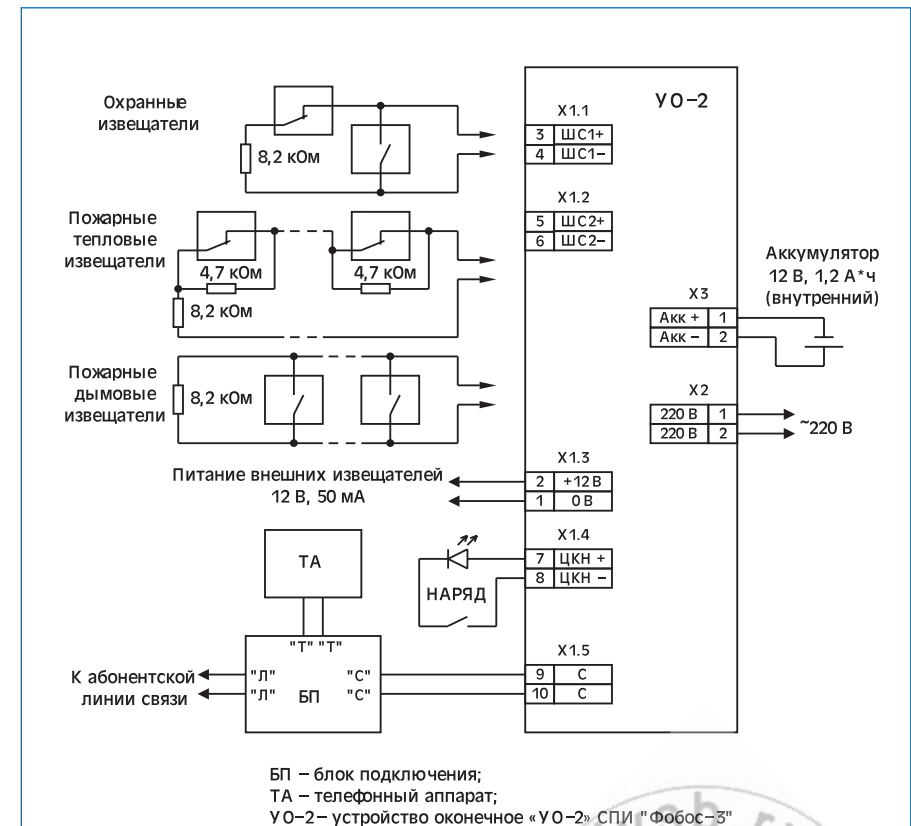 УО-2
Охранные
извещатели
8,2 кОм
X1.1
3 ШС1+
4 ШС1-
Пожарные
тепловые
извещатели
4,7 кОм
4,7 кОм
8,2 кОм
X1.2
5 ШС2+
6 ШС2-
Аккумулятор
12 В, 1,2 А*ч
(внутренний)
X3
Акк + 1
Акк - 2
Пожарные
дымовые
извещатели
8,2 кОм
X2
220 В 1
220 В 2
~220 В
Питание внешних извещателей
12 В, 50 мА
X1.3
2 +12В
1 0В
X1.4
7 ЦКН +
8 ЦКН -
НАРЯД
ТА
"Т" "Т"
К абонентской
линии связи
"Л" "С"
"Л" БП "С"
X1.5
9 С
10 С
БП – блок подключения;
ТА – телефонный аппарат;
УО-2– устройство оконечное «УО-2» СПИ "Фобос-3"